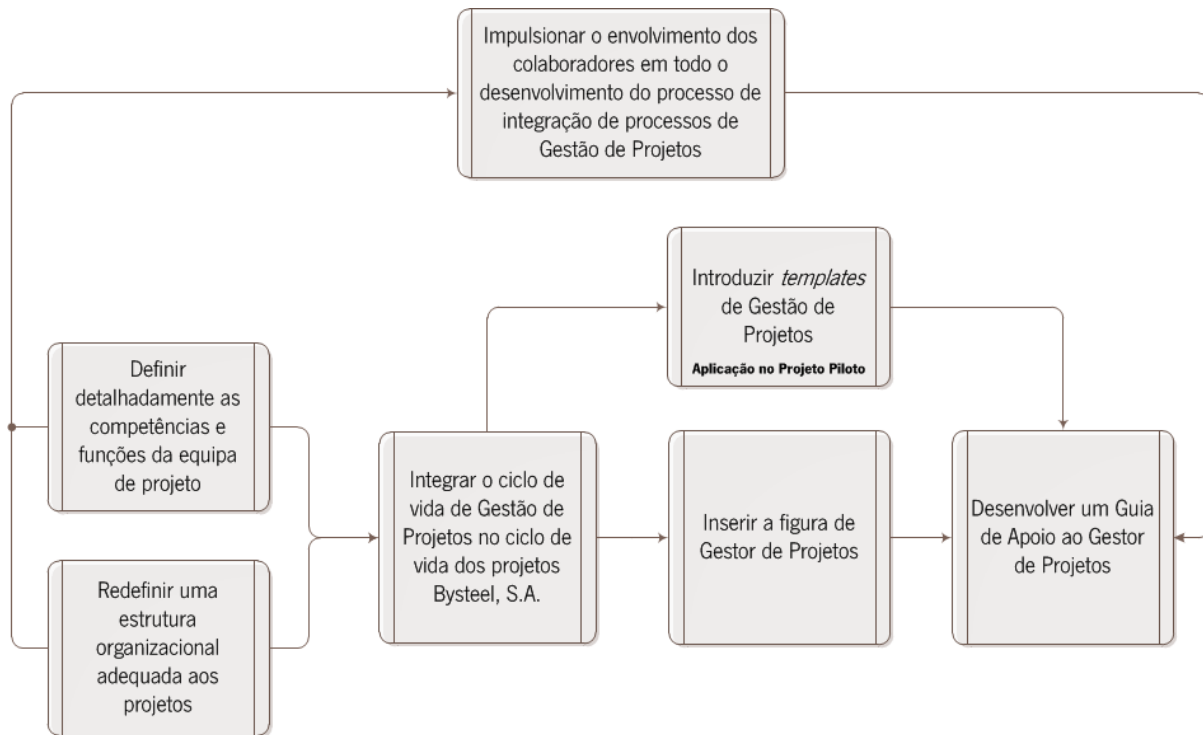 Impulsionar o envolvimento dos
colaboradores em todo o
desenvolvimento do processo de
integração de processos de
Gestão de Projetos
Introduzir templates
de Gestão de
Projetos
Aplicação no Projeto Piloto
Definir
detalhadamente as
competências e
funções da equipa
de projeto
Integrar o ciclo de
vida de Gestão de
Projetos no ciclo de
vida dos projetos
Bysteel, S.A.
Inserir a figura de
Gestor de Projetos
Desenvolver um Guia
de Apoio ao Gestor
de Projetos
Redefinir uma
estrutura
organizacional
adequada aos
projetos